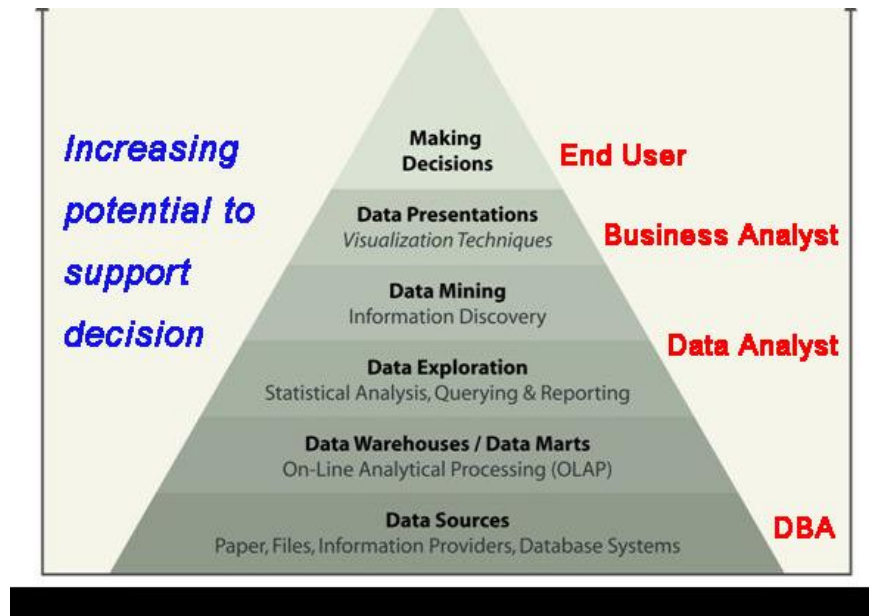 Increasing
potential to
support
decision
Making
Decisions
End User
Data Presentations
Visualization Techniques
Business Analyst
Data Mining
Information Discovery
Data Analyst
Data Exploration
Statistical Analysis, Querying & Reporting
Data Warehouses / Data Marts
On-Line Analytical Processing (OLAP)
Data Sources
Paper, Files, Information Providers, Database Systems
DBA